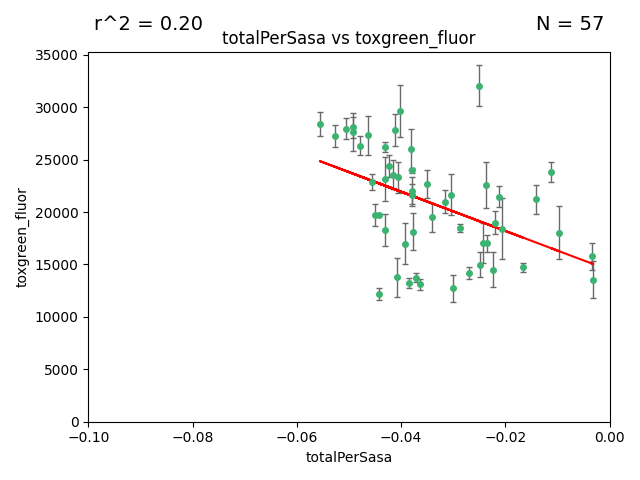 r^2 = 0.20
N = 57
totalPerSasa vs toxgreen_fluor
35000
30000
25000
20000
15000
10000
5000
0
toxgreen_fluor
−0.10
−0.08
−0.06
−0.04
−0.02
0.00
totalPerSasa